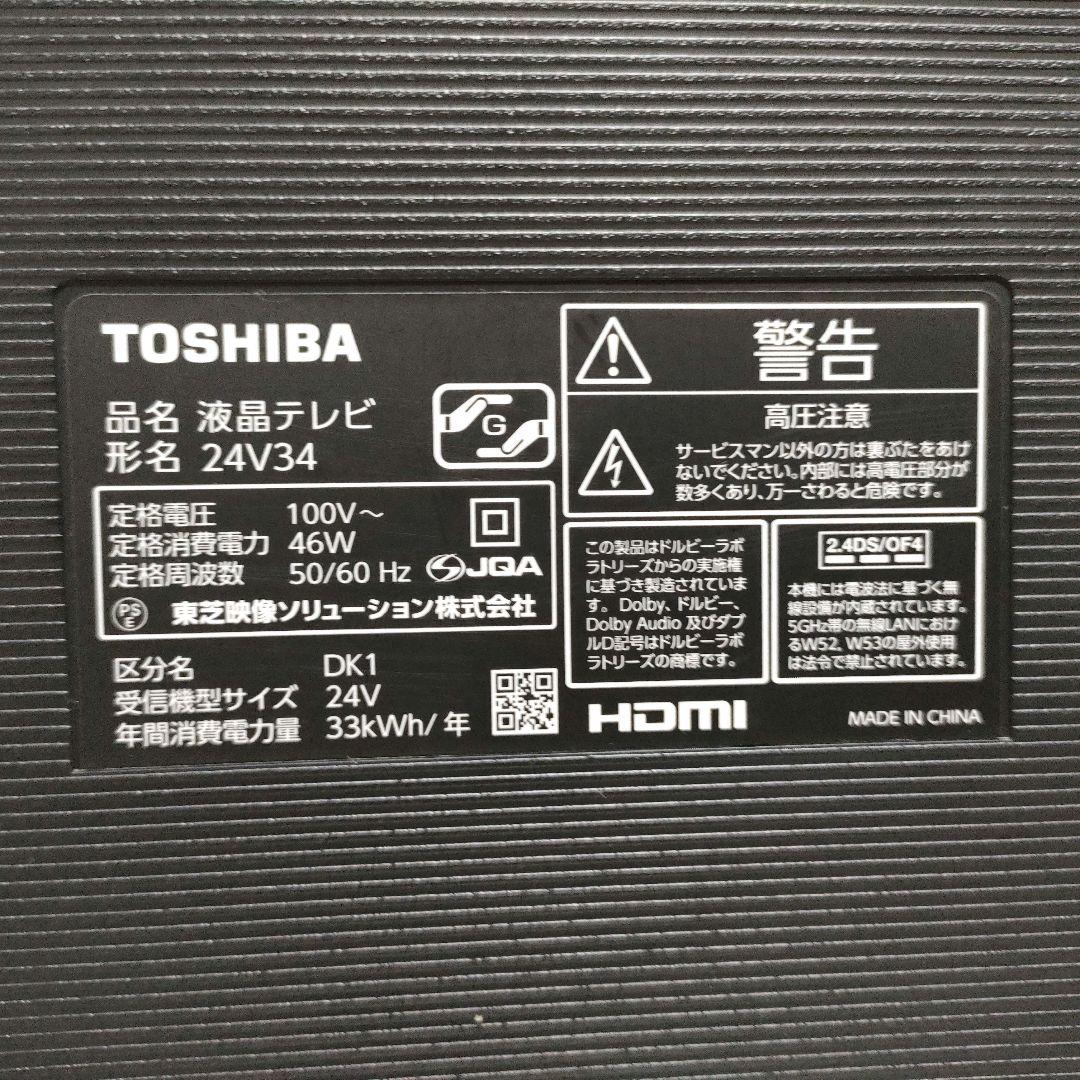 TOSHIBA
品名 液晶テレビ
形名 24V34
G
定格電圧 100V～
定格消費電力 46W
定格周波数 50/60 Hz
JQA
PS
E
東芝映像ソリューション株式会社
区分名 DK1
受信機型サイズ 24V
年間消費電力量 33kWh/年
警告
高圧注意
サービスマン以外の方は裏ぶたをあけ
ないでください。内部には高電圧部分が
数多くあり、万一さわると危険です。
この製品はドルビーラボ
ラトリーズからの実施権
に基づき製造されていま
す。Dolby、ドルビー、
Dolby Audio 及びダブ
ルD記号はドルビーラボ
ラトリーズの商標です。
2.4DS/OF4
本機には電波法に基づく無
線設備が内蔵されています。
5GHz帯の無線LANにおけ
るW52、W53の屋外使用
は法令で禁止されています。
HDMI
MADE IN CHINA